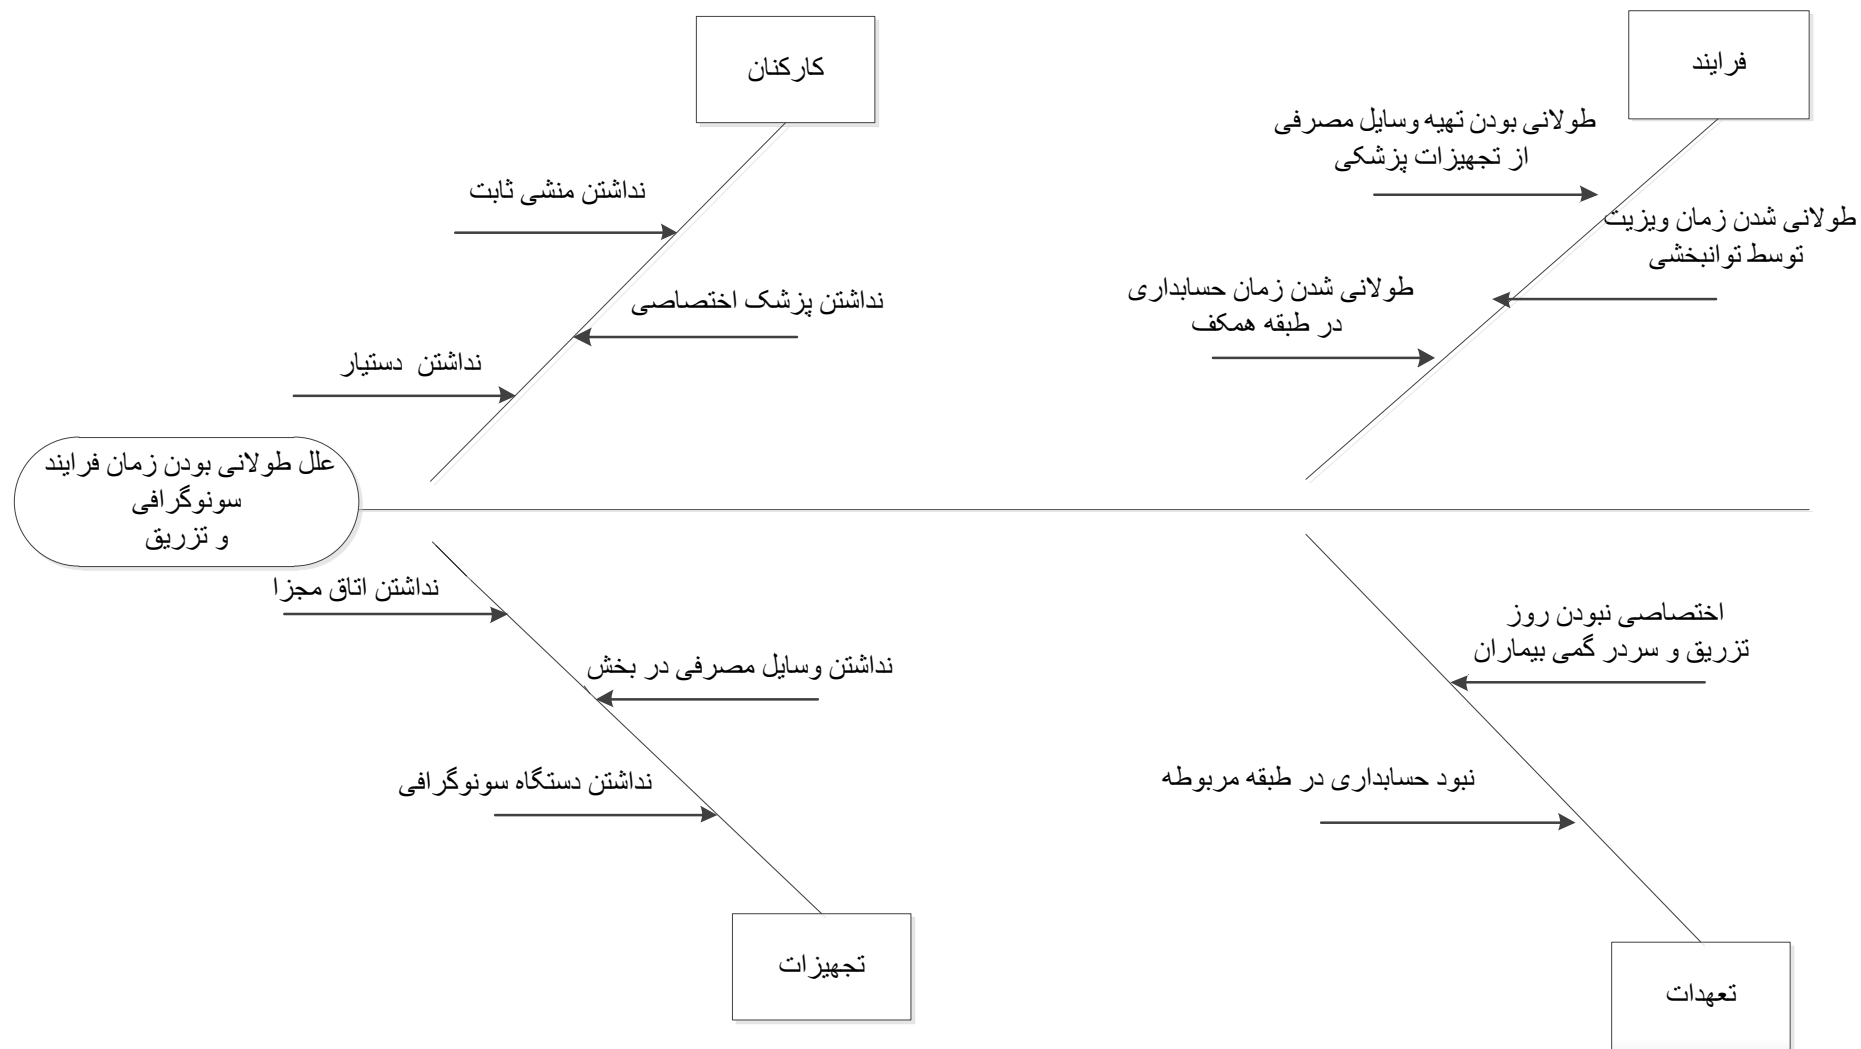 فرایند
کارکنان
طولانی بودن تهیه وسایل مصرفی
از تجهیزات پزشکی
طولانی شدن زمان ویزیت
توسط توانبخشی
طولانی شدن زمان حسابداری
در طبقه همکف
نداشتن منشی ثابت
نداشتن پزشک اختصاصی
نداشتن دستیار
علل طولانی بودن زمان فرایند
سونوگرافی
و تزریق
اختصاصی نبودن روز
تزریق و سردر گمی بیماران
نبود حسابداری در طبقه مربوطه
نداشتن اتاق مجزا
نداشتن وسایل مصرفی در بخش
نداشتن دستگاه سونوگرافی
تجهیزات
تعهدات